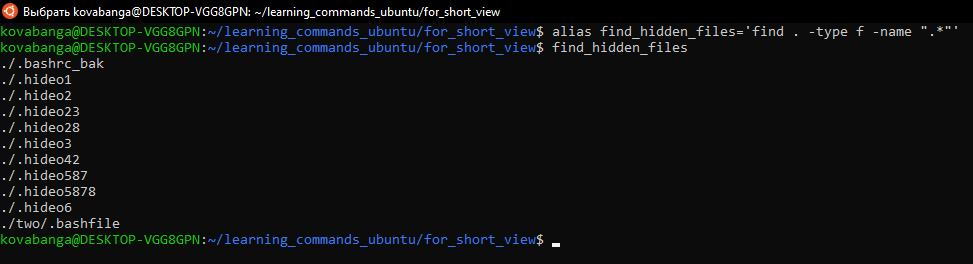 Выбрать kovabanga@DESKTOP-VGG8GPN: ~/learning_commands_ubuntu/for_short_view
kovabanga@DESKTOP-VGG8GPN:~/learning_commands_ubuntu/for_short_view$ alias find_hidden_files='find . -type f -name ".*"'
kovabanga@DESKTOP-VGG8GPN:~/learning_commands_ubuntu/for_short_view$ find_hidden_files
./.bashrc_bak
./.hideo1
./.hideo2
./.hideo23
./.hideo28
./.hideo3
./.hideo42
./.hideo587
./.hideo5878
./.hideo6
./two/.bashfile
kovabanga@DESKTOP-VGG8GPN:~/learning_commands_ubuntu/for_short_view$